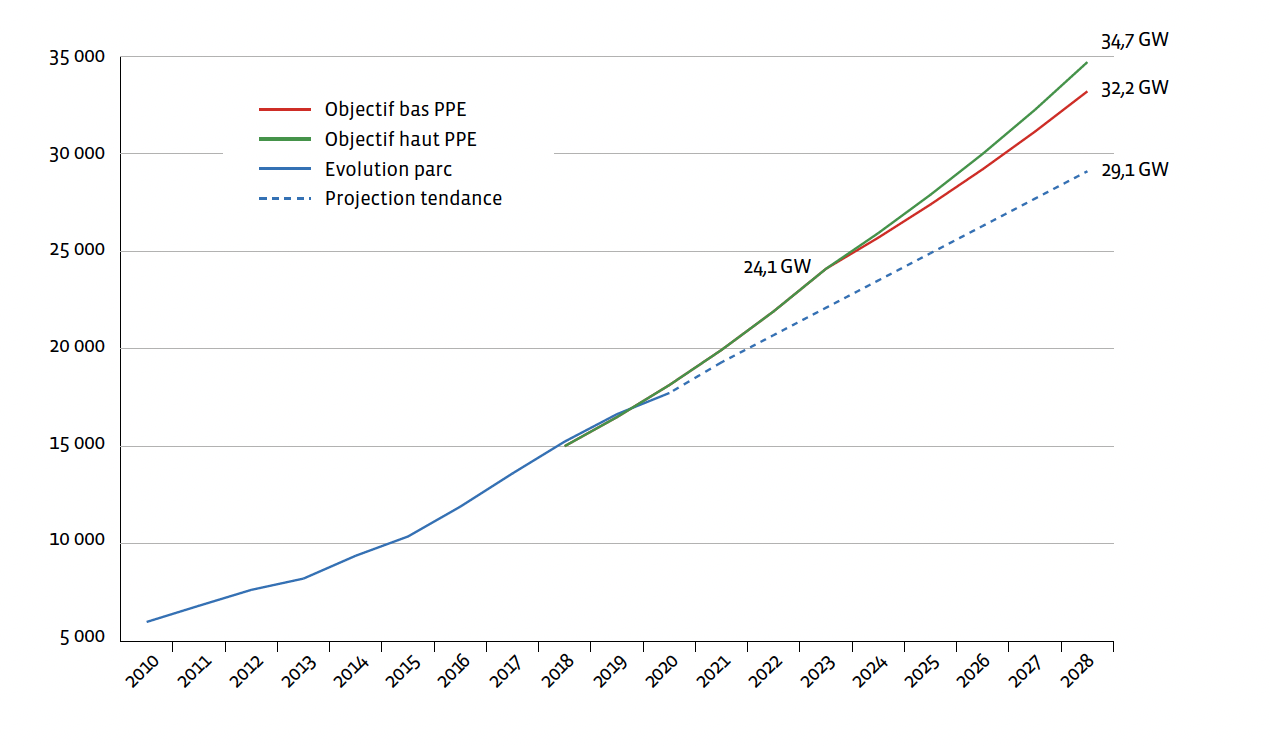 34,7 GW
35 000
32,2 GW
Objectif bas PPE
Objectif haut PPE
30 000
Evolution parc
29,1 GW
Projection tendance
25 000
24,1 GW
20 000
15 000
10 000
5 000
2010 2011 2012 2013 2014 2015 2016 2017 2018 2019 2020 2021 2022 2023 2024 2025 2026 2027 2028